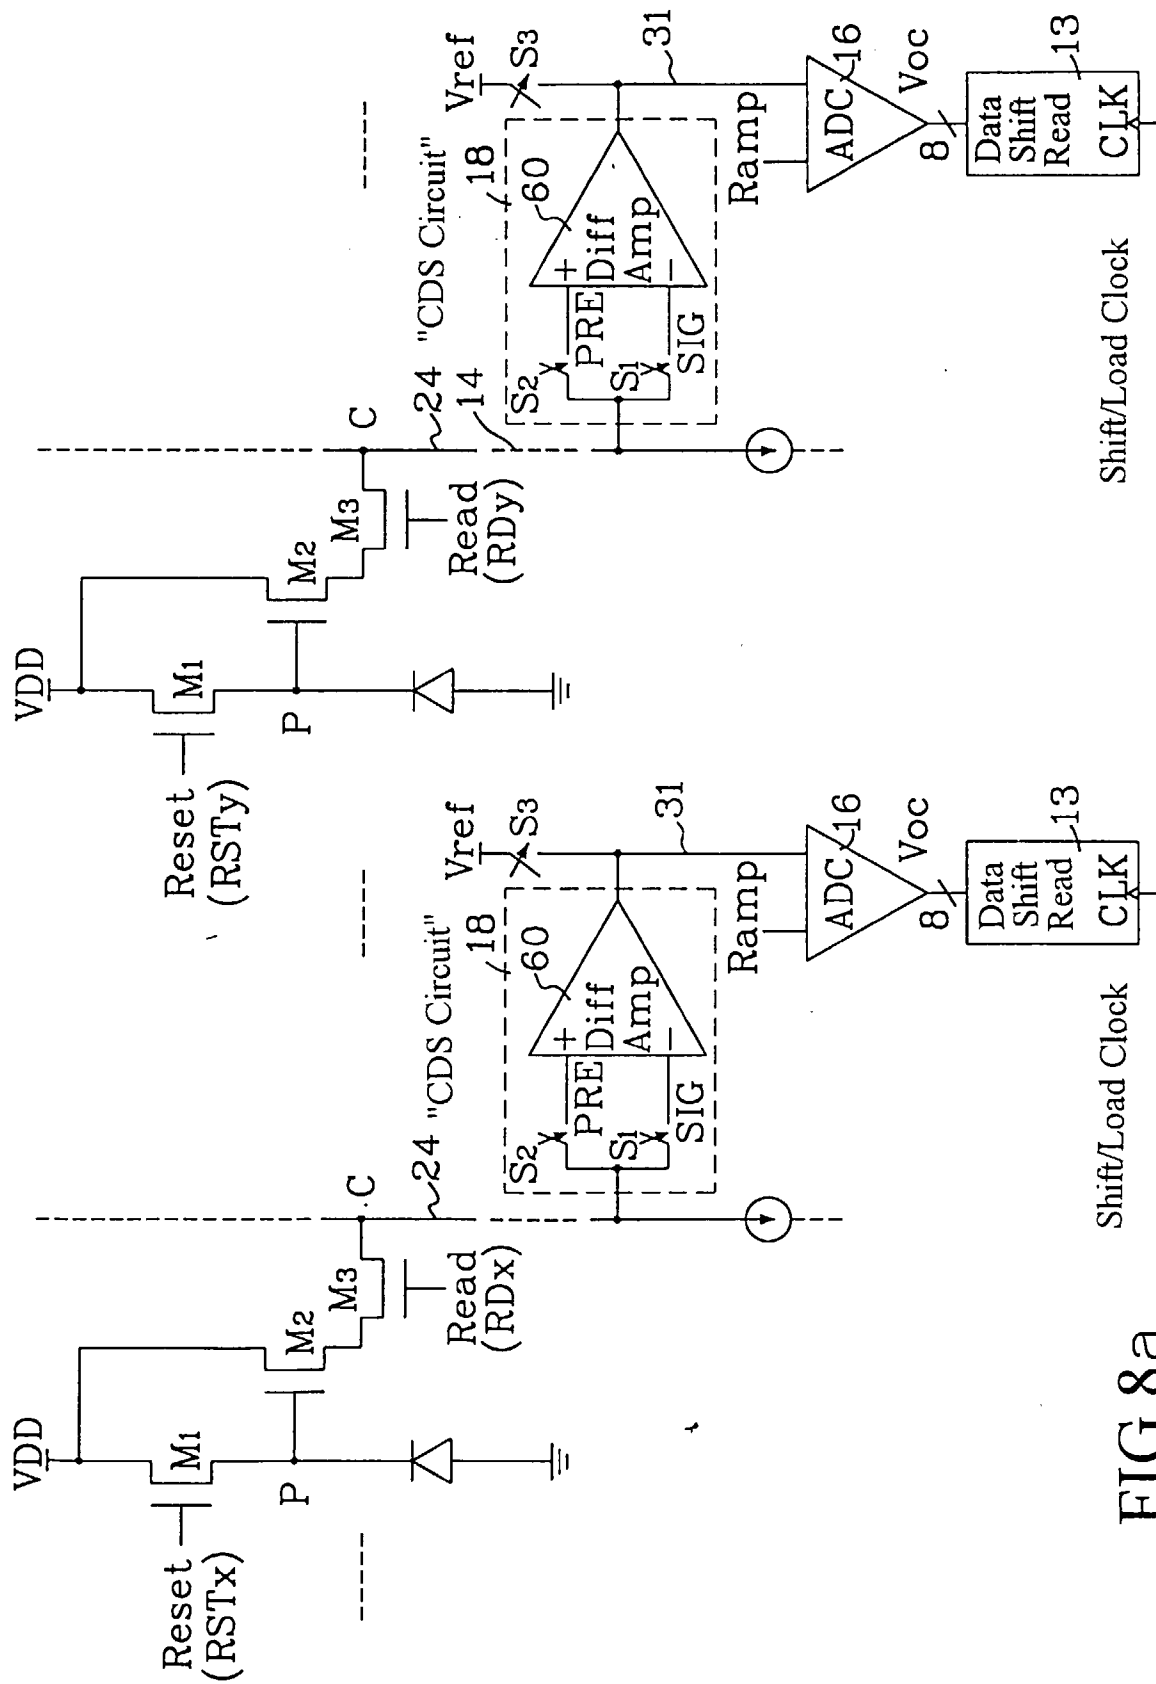 VDD
Reset
(RSTx)
M1
P
M2
M3
Read
(RDx)
C
24
"CDS Circuit"
18
60
S2
S1
PRE
SIG
+
Diff
Amp
−
Vref
S3
31
Ramp
ADC
16
8
Voc
Data
Shift
Read
CLK
13
Shift/Load Clock
VDD
Reset
(RSTy)
M1
P
M2
M3
Read
(RDy)
C
24
14
"CDS Circuit"
18
60
S2
S1
PRE
SIG
+
Diff
Amp
−
Vref
S3
31
Ramp
ADC
16
8
Voc
Data
Shift
Read
CLK
13
Shift/Load Clock
FIG 8a